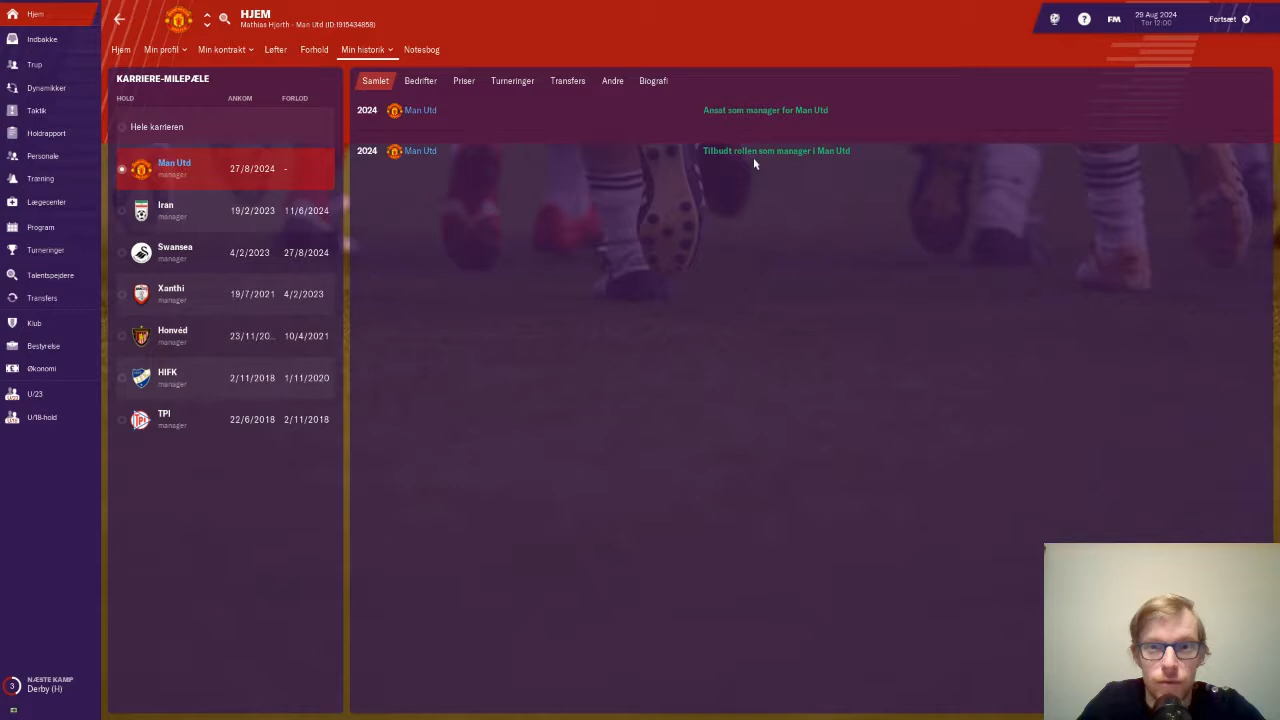 HJEM
Mathias Hjorth - Man Utd (ID:1915434858)
FM
29 Aug 2024
Tor 12:00
Fortsæt
Hjem
Min profil
Min kontrakt
Løfter
Forhold
Min historik
Notesbog
Hjem
Indbakke
Trup
Dynamikker
Taktik
Holdrapport
Personale
Træning
Lægecenter
Program
Turneringer
Talentspejdere
Transfers
Klub
Bestyrelse
Økonomi
U/23
U/18-hold
3
NÆSTE KAMP
Derby (H)
KARRIERE-MILEPÆLE
HOLD ANKOM FORLOD
Hele karrieren
Man Utd
manager
27/8/2024 -
Iran
manager
19/2/2023 11/6/2024
Swansea
manager
4/2/2023 27/8/2024
Xanthi
manager
19/7/2021 4/2/2023
Honvéd
manager
23/11/20... 10/4/2021
HIFK
manager
2/11/2018 1/11/2020
TPI
manager
22/6/2018 2/11/2018
Samlet
Bedrifter
Priser
Turneringer
Transfers
Andre
Biografi
2024 Man Utd Ansat som manager for Man Utd
2024 Man Utd Tilbudt rollen som manager i Man Utd